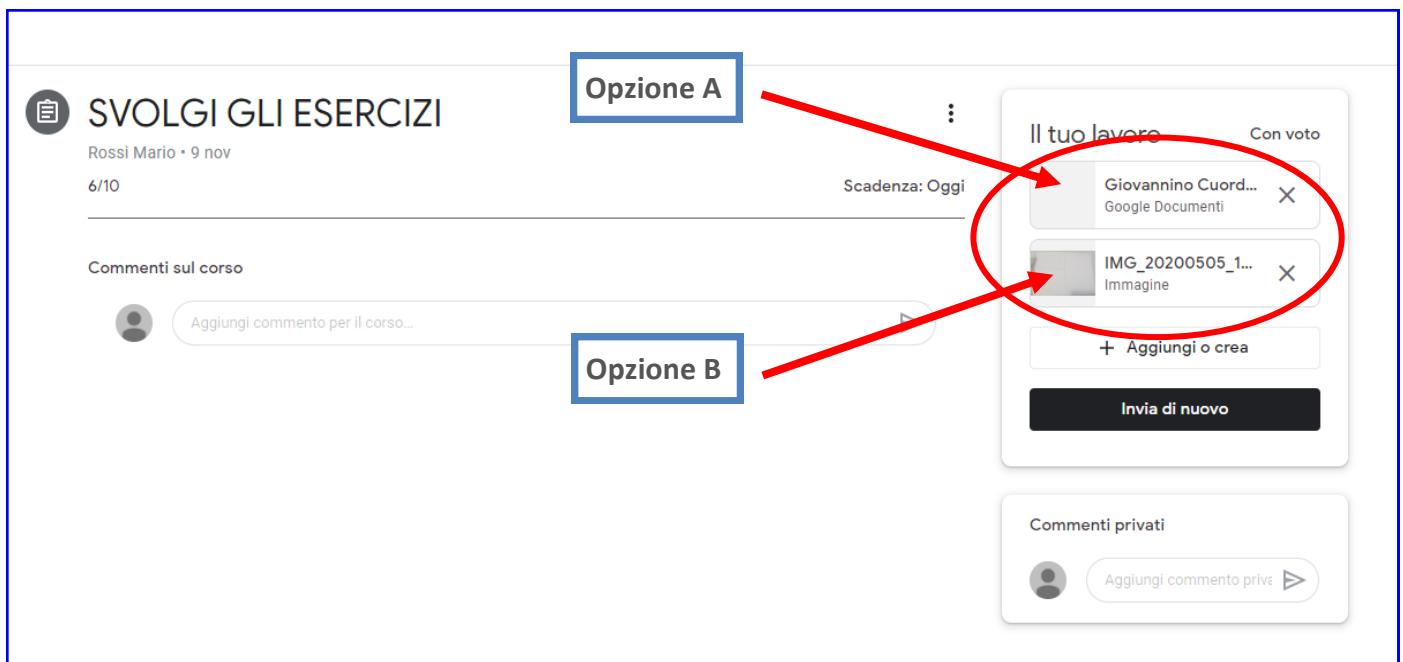 Opzione A
SVOLGI GLI ESERCIZI
Rossi Mario • 9 nov
6/10
Scadenza: Oggi
Commenti sul corso
Aggiungi commento per il corso...
Opzione B
Il tuo lavoro
Con voto
Giovannino Cuord...
Google Documenti
IMG_20200505_1...
Immagine
+ Aggiungi o crea
Invia di nuovo
Commenti privati
Aggiungi commento priva